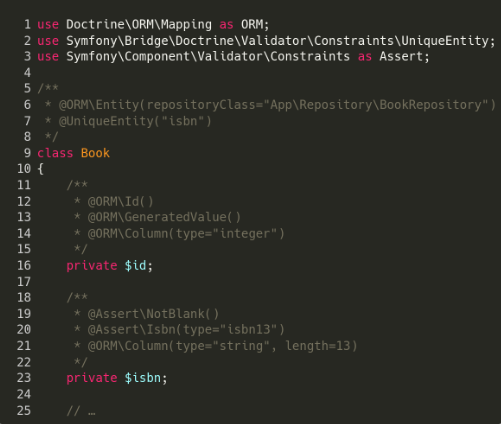 1 use Doctrine\ORM\Mapping as ORM;
2 use Symfony\Bridge\Doctrine\Validator\Constraints\UniqueEntity;
3 use Symfony\Component\Validator\Constraints as Assert;
4
5 /**
6  * @ORM\Entity(repositoryClass="App\Repository\BookRepository")
7  * @UniqueEntity("isbn")
8  */
9 class Book
10 {
11     /**
12      * @ORM\Id()
13      * @ORM\GeneratedValue()
14      * @ORM\Column(type="integer")
15      */
16     private $id;
17
18     /**
19      * @Assert\NotBlank()
20      * @Assert\Isbn(type="isbn13")
21      * @ORM\Column(type="string", length=13)
22      */
23     private $isbn;
24
25     // …